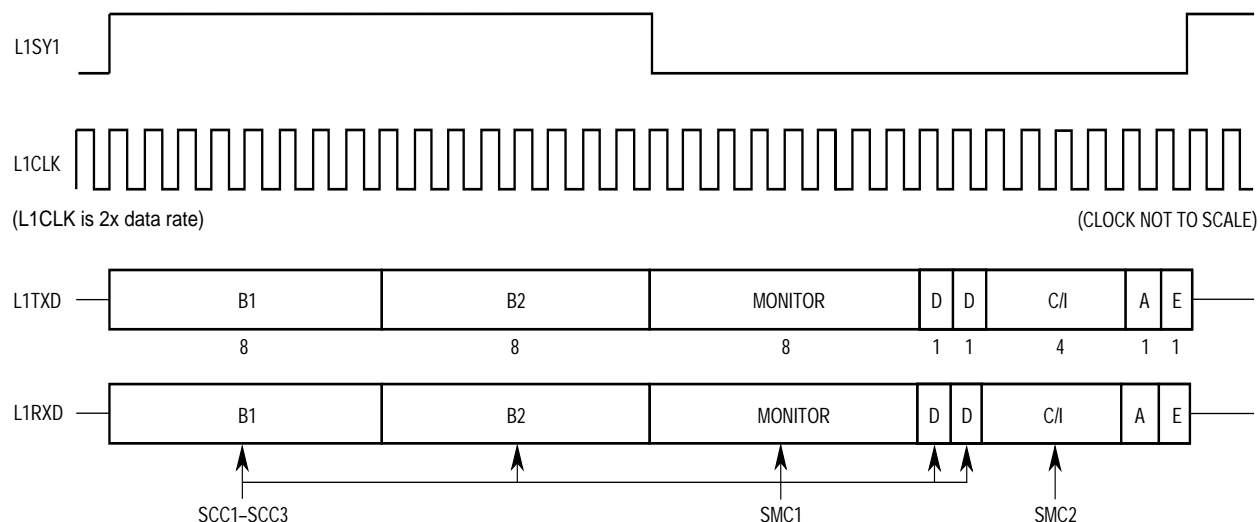 L1SY1
L1CLK
(L1CLK is 2x data rate)
(CLOCK NOT TO SCALE)
L1TXD B1 B2 MONITOR D D C/I A E
8 8 8 1 1 4 1 1
L1RXD B1 B2 MONITOR D D C/I A E
SCC1–SCC3 SMC1 SMC2